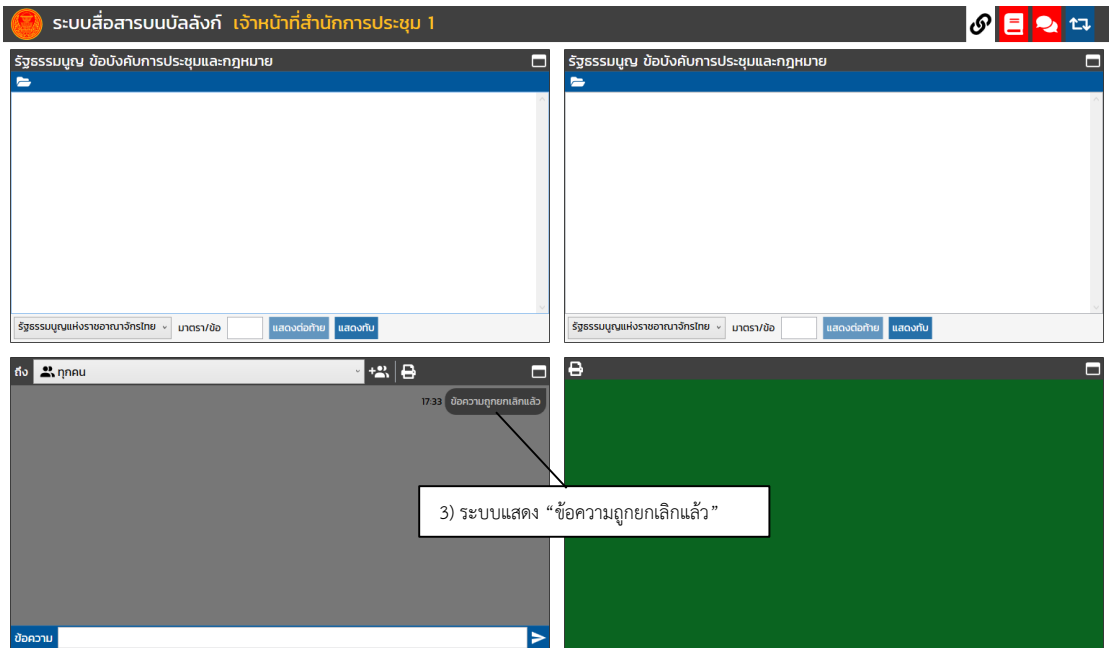 ระบบสื่อสารบนบัลลังก์ เจ้าหน้าที่สำนักการประชุม 1
รัฐธรรมนูญ ข้อบังคับการประชุมและกฎหมาย
รัฐธรรมนูญแห่งราชอาณาจักรไทย มาตรา/ข้อ แสดงต่อท้าย แสดงทับ
รัฐธรรมนูญ ข้อบังคับการประชุมและกฎหมาย
รัฐธรรมนูญแห่งราชอาณาจักรไทย มาตรา/ข้อ แสดงต่อท้าย แสดงทับ
ถึง ทุกคน
17:33 ข้อความถูกยกเลิกแล้ว
3) ระบบแสดง “ข้อความถูกยกเลิกแล้ว”
ข้อความ